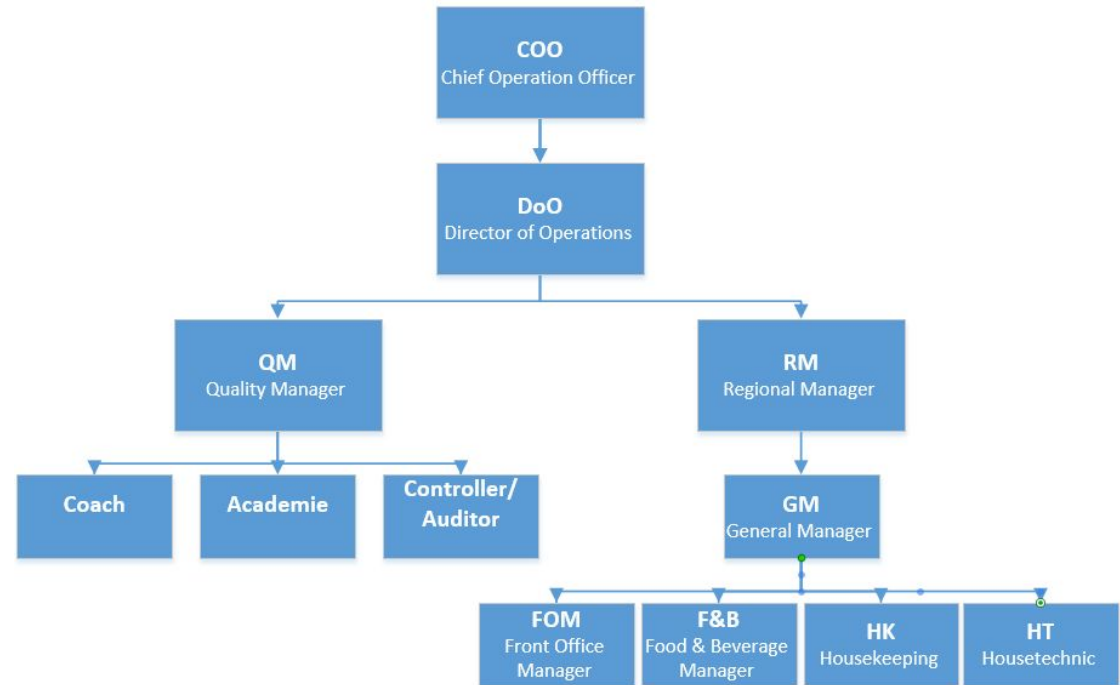 COO
Chief Operation Officer
DoO
Director of Operations
QM
Quality Manager
RM
Regional Manager
Coach
Academie
Controller/
Auditor
GM
General Manager
FOM
Front Office
Manager
F&B
Food & Beverage
Manager
HK
Housekeeping
HT
Housetechnic